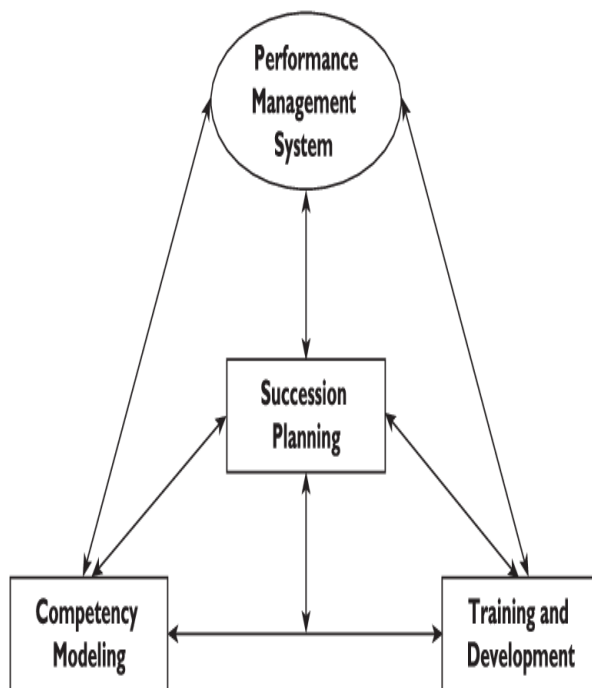 Performance
Management
System
Succession
Planning
Competency
Modeling
Training and
Development